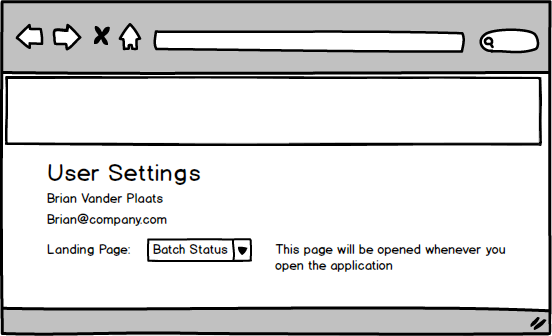 User Settings
Brian Vander Plaats
Brian@company.com
Landing Page: Batch Status This page will be opened whenever you
open the application